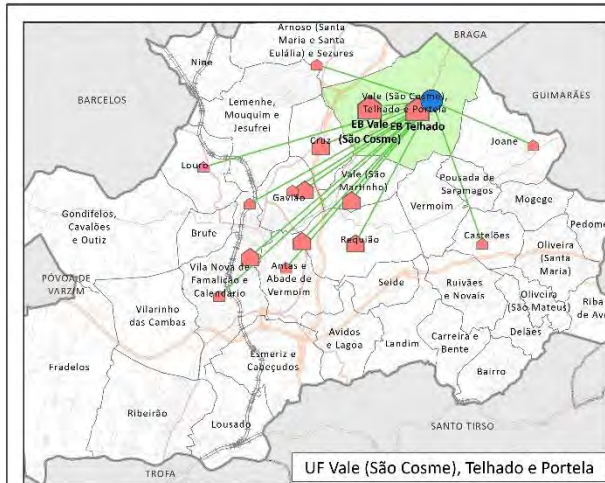 BRAGA
Arnoso (Santa
Maria e Santa
Eulália) e Sezures
Nine
BARCELOS
GUIMARÃES
Lemenhe,
Mouquim e
Jesufrei
Vale (São Cosme),
Telhado e Portela
EB Vale
(São Cosme)
EB Telhado
Cruz
Joane
Louro
Vale (São
Martinho)
Pousada de
Saramagos
Gavião
Vermoim
Mogege
Gondifelos,
Cavalões
e Outiz
Brufe
Requião
Castelões
Pedome
Oliveira
(Santa
Maria)
PÓVOA DE
VARZIM
Vila Nova de
Famalicão e
Calendário
Antas e
Abade de
Vermoim
Seide
Ruivães
e Novais
Oliveira
(São Mateus)
Riba
de Ave
Vilarinho
das Cambas
Avidos
e Lagoa
Landim
Carreira e
Bente
Delães
Fradelos
Esmeriz e
Cabeçudos
Bairro
Ribeirão
Lousado
SANTO TIRSO
TROFA
UF Vale (São Cosme), Telhado e Portela